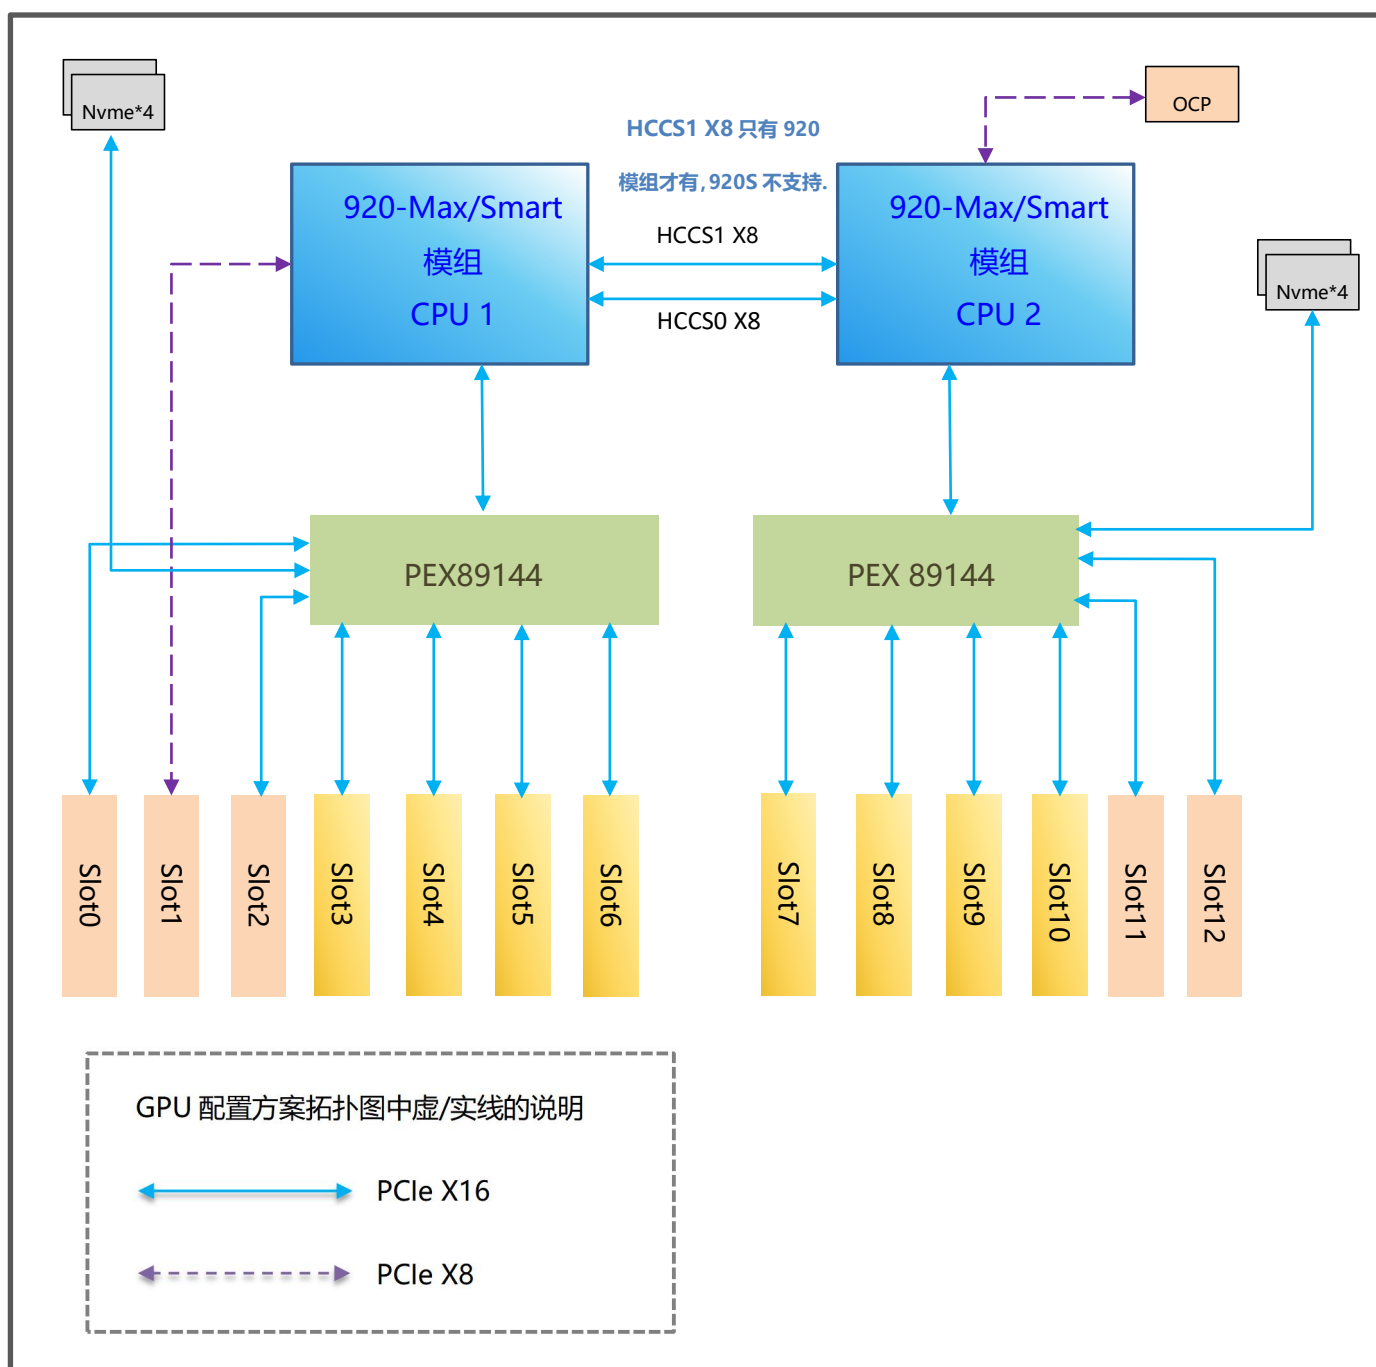 Nvme*4
OCP
HCCS1 X8 只有 920
模组才有, 920S 不支持.
920-Max/Smart
模组
CPU 1
HCCS1 X8
HCCS0 X8
920-Max/Smart
模组
CPU 2
Nvme*4
PEX89144
PEX 89144
Slot0
Slot1
Slot2
Slot3
Slot4
Slot5
Slot6
Slot7
Slot8
Slot9
Slot10
Slot11
Slot12
GPU 配置方案拓扑图中虚/实线的说明
PCIe X16
PCIe X8